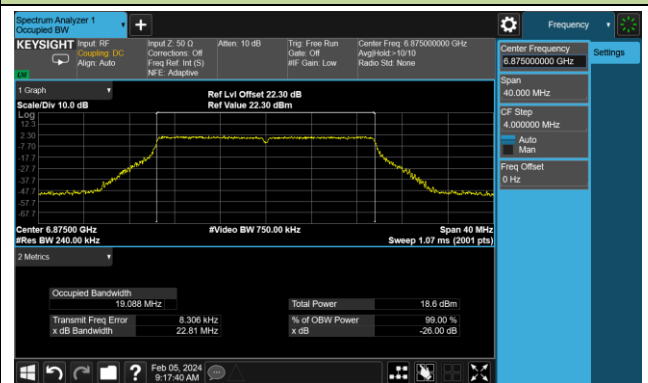 Spectrum Analyzer 1
Occupied BW
Frequency
KEYSIGHT
Input: RF
Coupling: DC
Align: Auto
Input Z: 50 Ω
Corrections: Off
Freq Ref: Int (S)
NFE: Adaptive
Atten: 10 dB
Trig: Free Run
Gate: Off
#IF Gain: Low
Center Freq: 6.875000000 GHz
Avg|Hold:>10/10
Radio Std: None
Center Frequency
6.875000000 GHz
Settings
Span
40.000 MHz
CF Step
4.000000 MHz
Auto
Man
Freq Offset
0 Hz
1 Graph
Scale/Div 10.0 dB
Ref Lvl Offset 22.30 dB
Ref Value 22.30 dBm
Log
12.3
2.30
-7.70
-17.7
-27.7
-37.7
-47.7
-57.7
-67.7
Center 6.87500 GHz
#Res BW 240.00 kHz
#Video BW 750.00 kHz
Span 40 MHz
Sweep 1.07 ms (2001 pts)
2 Metrics
Occupied Bandwidth
19.088 MHz
Total Power 18.6 dBm
Transmit Freq Error 8.306 kHz
% of OBW Power 99.00 %
x dB Bandwidth 22.81 MHz
x dB -26.00 dB
?
Feb 05, 2024
9:17:40 AM